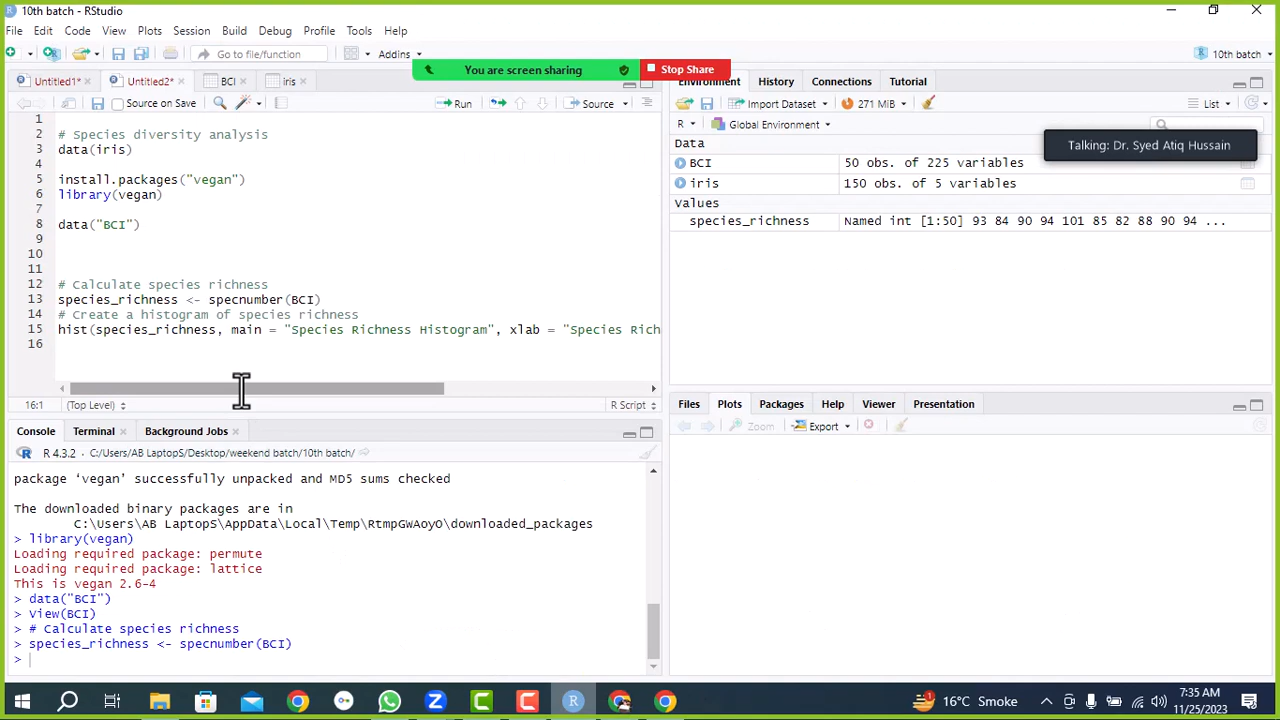 10th batch - RStudio
File Edit Code View Plots Session Build Debug Profile Tools Help
Go to file/function Addins 10th batch
You are screen sharing Stop Share
Untitled1* Untitled2* BCI iris
Source on Save Run Source
1
2 # Species diversity analysis
3 data(iris)
4
5 install.packages("vegan")
6 library(vegan)
7
8 data("BCI")
9
10
11
12 # Calculate species richness
13 species_richness <- specnumber(BCI)
14 # Create a histogram of species richness
15 hist(species_richness, main = "Species Richness Histogram", xlab = "Species Rich
16
16:1 (Top Level) R Script
Console Terminal Background Jobs
R 4.3.2 · C:/Users/AB LaptopS/Desktop/weekend batch/10th batch/
package ‘vegan’ successfully unpacked and MD5 sums checked
The downloaded binary packages are in
C:\Users\AB LaptopS\AppData\Local\Temp\RtmpGwAoyO\downloaded_packages
> library(vegan)
Loading required package: permute
Loading required package: lattice
This is vegan 2.6-4
> data("BCI")
> View(BCI)
> # Calculate species richness
> species_richness <- specnumber(BCI)
>
Environment History Connections Tutorial
Import Dataset 271 MiB List
R Global Environment
Talking: Dr. Syed Atiq Hussain
Data
BCI 50 obs. of 225 variables
iris 150 obs. of 5 variables
Values
species_richness Named int [1:50] 93 84 90 94 101 85 82 88 90 94 ...
Files Plots Packages Help Viewer Presentation
Zoom Export
1 16°C Smoke 7:35 AM
11/25/2023